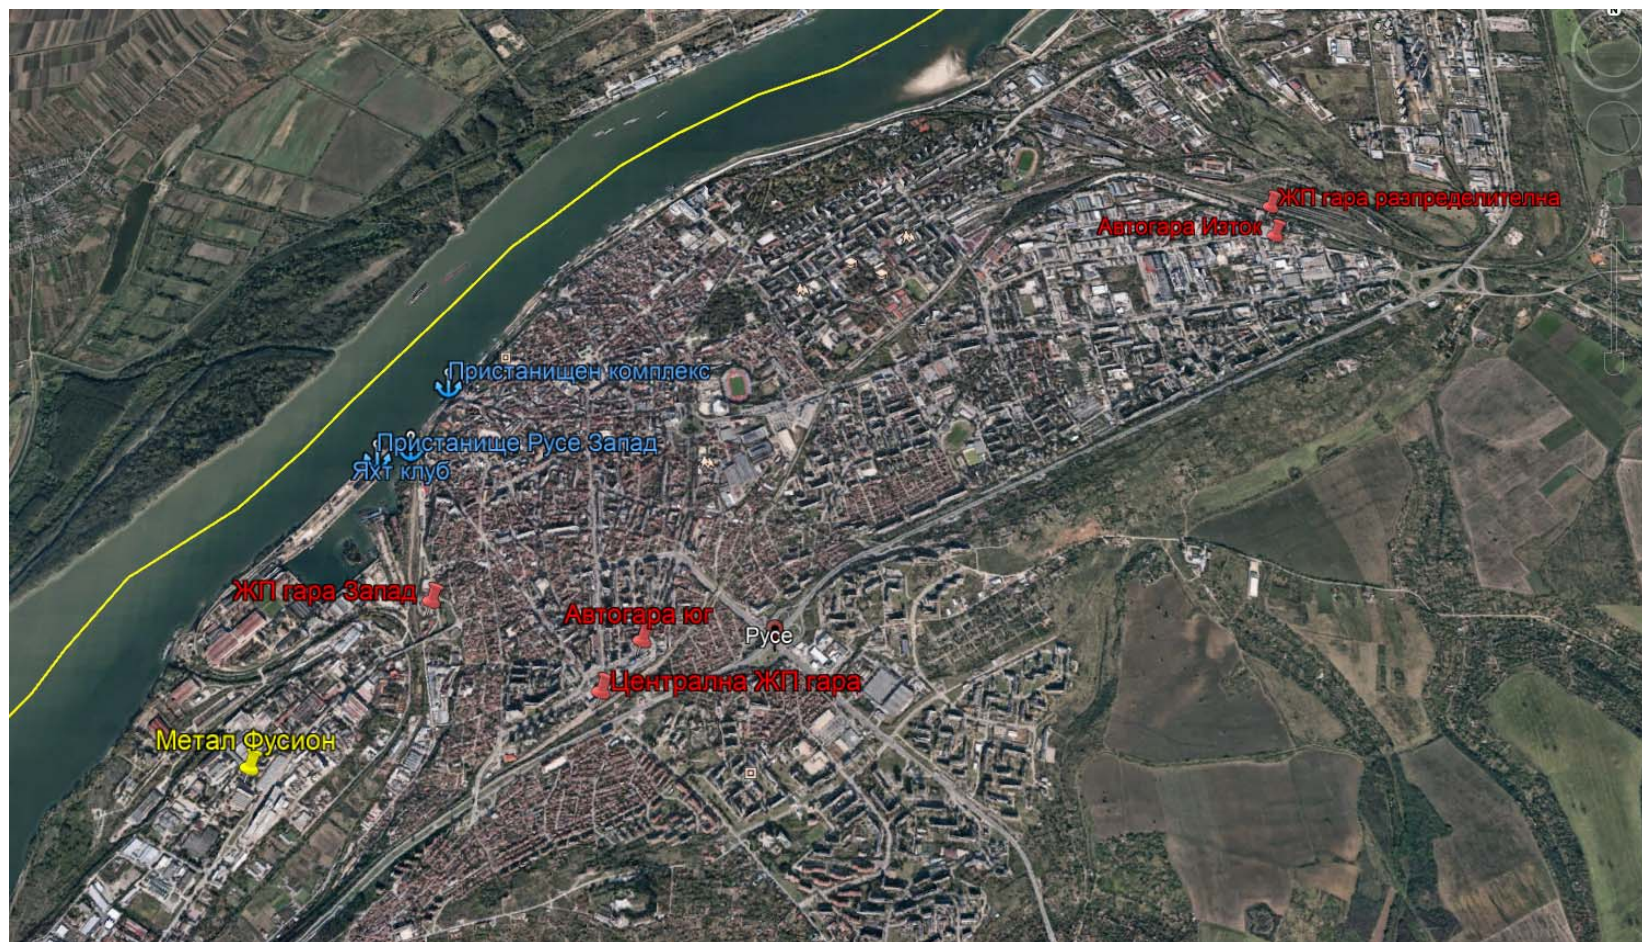 N
ЖП гара разпределителна
Автогара Изток
Пристанищен комплекс
Пристанище Русе Запад
Яхт клуб
ЖП гара Запад
Автогара юг
Русе
Централна ЖП гара
Метал Фусион